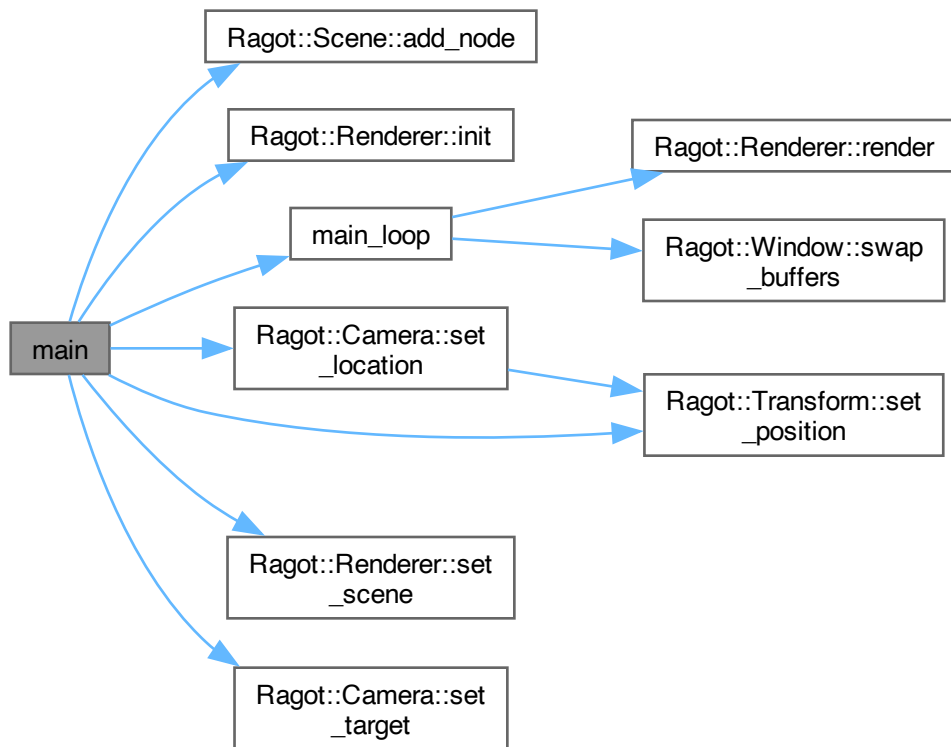 Ragot::Scene::add_node
Ragot::Renderer::init
Ragot::Renderer::render
main_loop
Ragot::Window::swap
_buffers
main
Ragot::Camera::set
_location
Ragot::Transform::set
_position
Ragot::Renderer::set
_scene
Ragot::Camera::set
_target